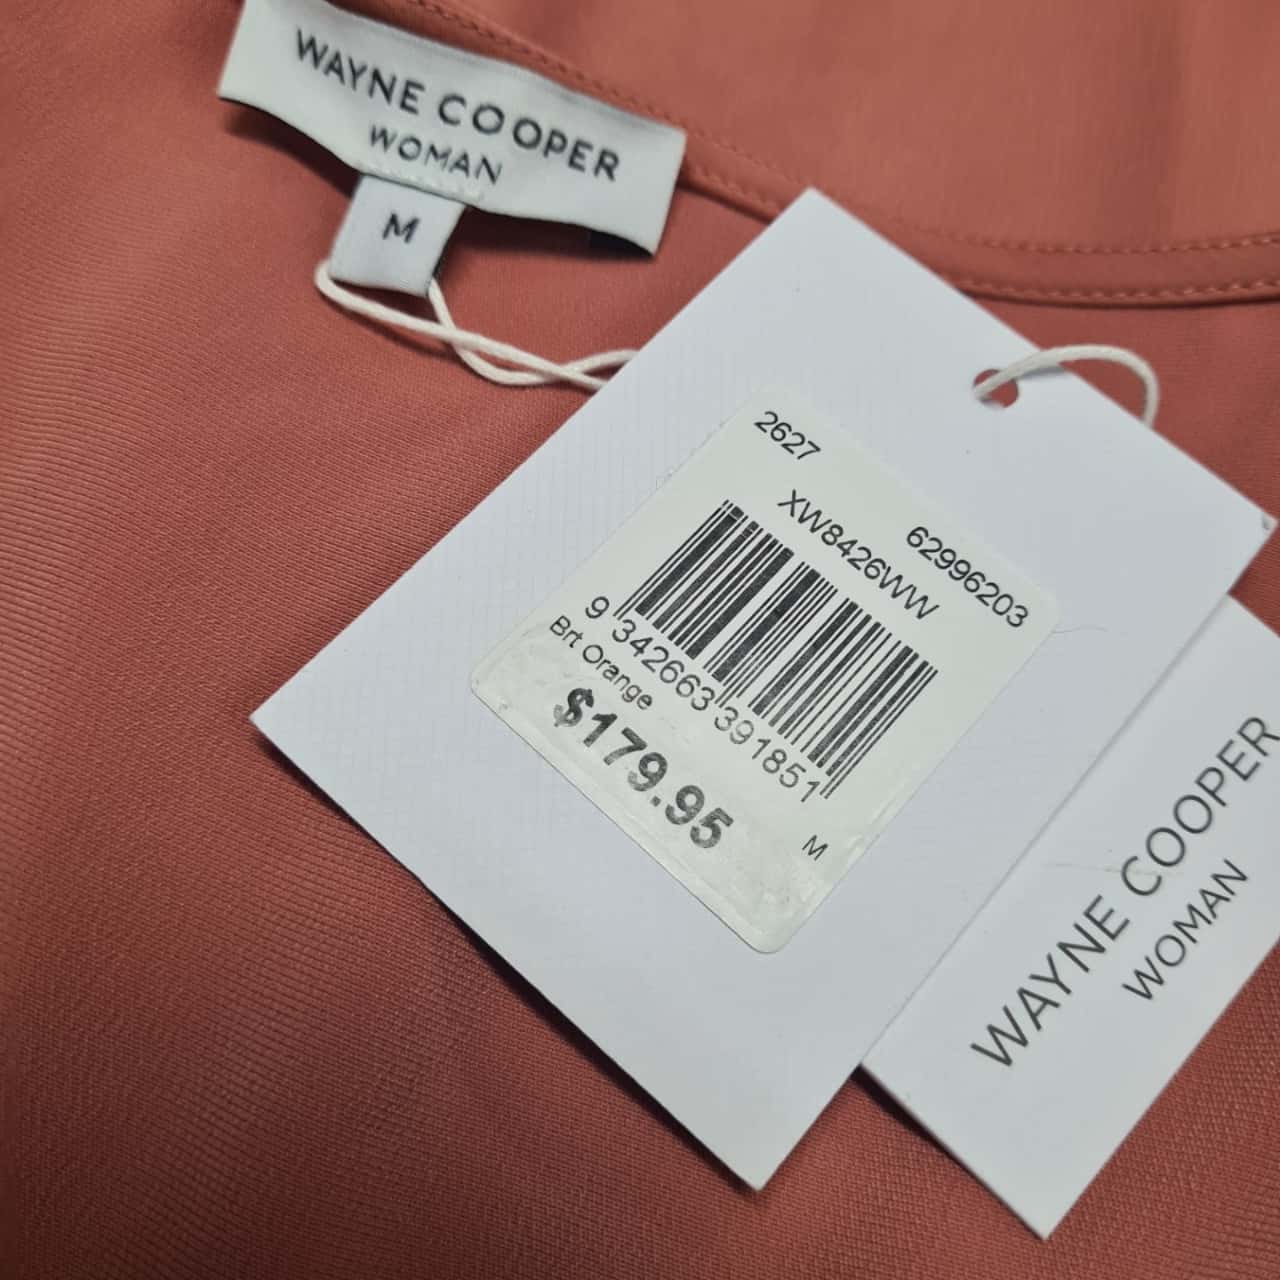 WAYNE COOPER
WOMAN
M
2627
62996203
XW8426WW
9 342663 391851
Brt Orange
$179.95
M
WAYNE COOPER
WOMAN